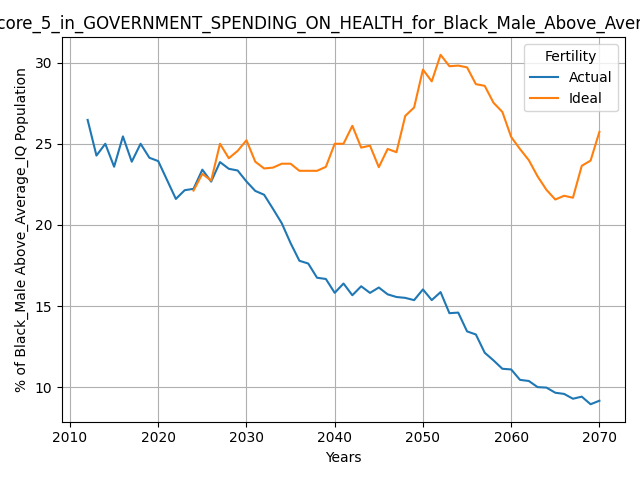 core_5_in_GOVERNMENT_SPENDING_ON_HEALTH_for_Black_Male_Above_Aver
% of Black_Male Above_Average_IQ Population
30
25
20
15
10
Fertility
Actual
Ideal
2010 2020 2030 2040 2050 2060 2070
Years